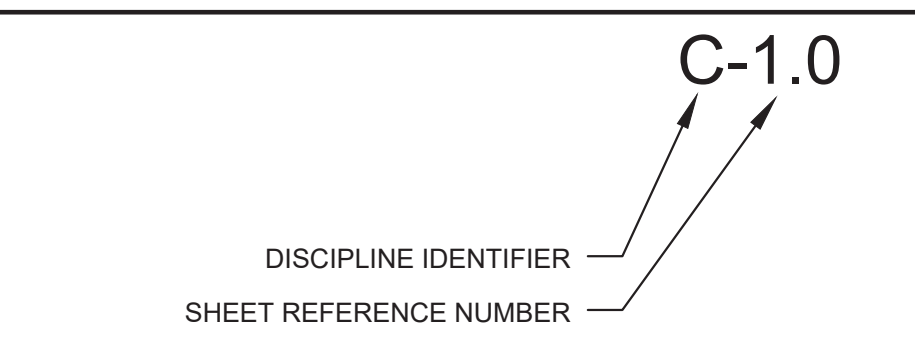 C-1.0
DISCIPLINE IDENTIFIER
SHEET REFERENCE NUMBER